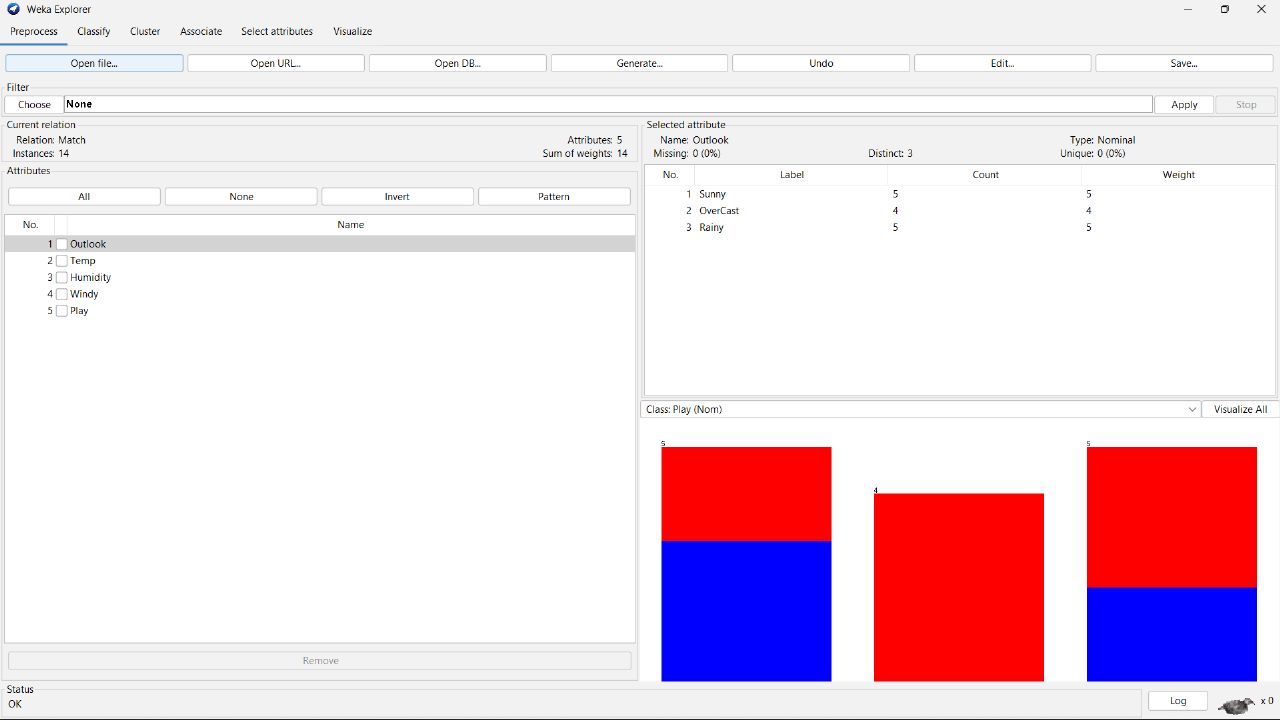 Weka Explorer
Preprocess Classify Cluster Associate Select attributes Visualize
Open file... Open URL... Open DB... Generate... Undo Edit... Save...
Filter
Choose None Apply Stop
Current relation
Relation: Match Attributes: 5
Instances: 14 Sum of weights: 14
Selected attribute
Name: Outlook Type: Nominal
Missing: 0 (0%) Distinct: 3 Unique: 0 (0%)
Attributes
All None Invert Pattern
No. Name
1 Outlook
2 Temp
3 Humidity
4 Windy
5 Play
Remove
No. Label Count Weight
1 Sunny 5 5
2 OverCast 4 4
3 Rainy 5 5
Class: Play (Nom) Visualize All
5 4 5
Status
OK
Log x 0